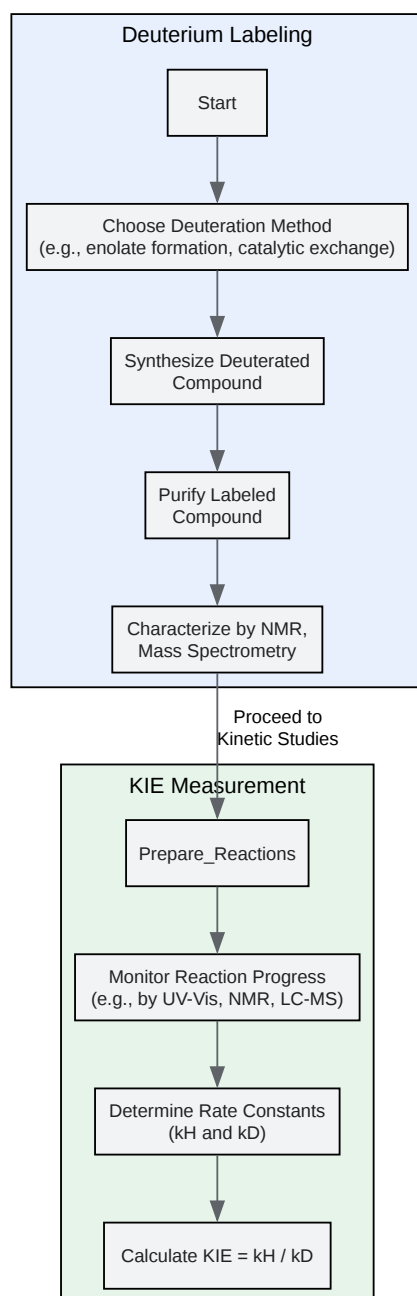 Deuterium Labeling
Start
Choose Deuteration Method
(e.g., enolate formation, catalytic exchange)
Synthesize Deuterated
Compound
Purify Labeled
Compound
Characterize by NMR,
Mass Spectrometry
Proceed to
Kinetic Studies
KIE Measurement
Prepare_Reactions
Monitor Reaction Progress
(e.g., by UV-Vis, NMR, LC-MS)
Determine Rate Constants
(kH and kD)
Calculate KIE = kH / kD